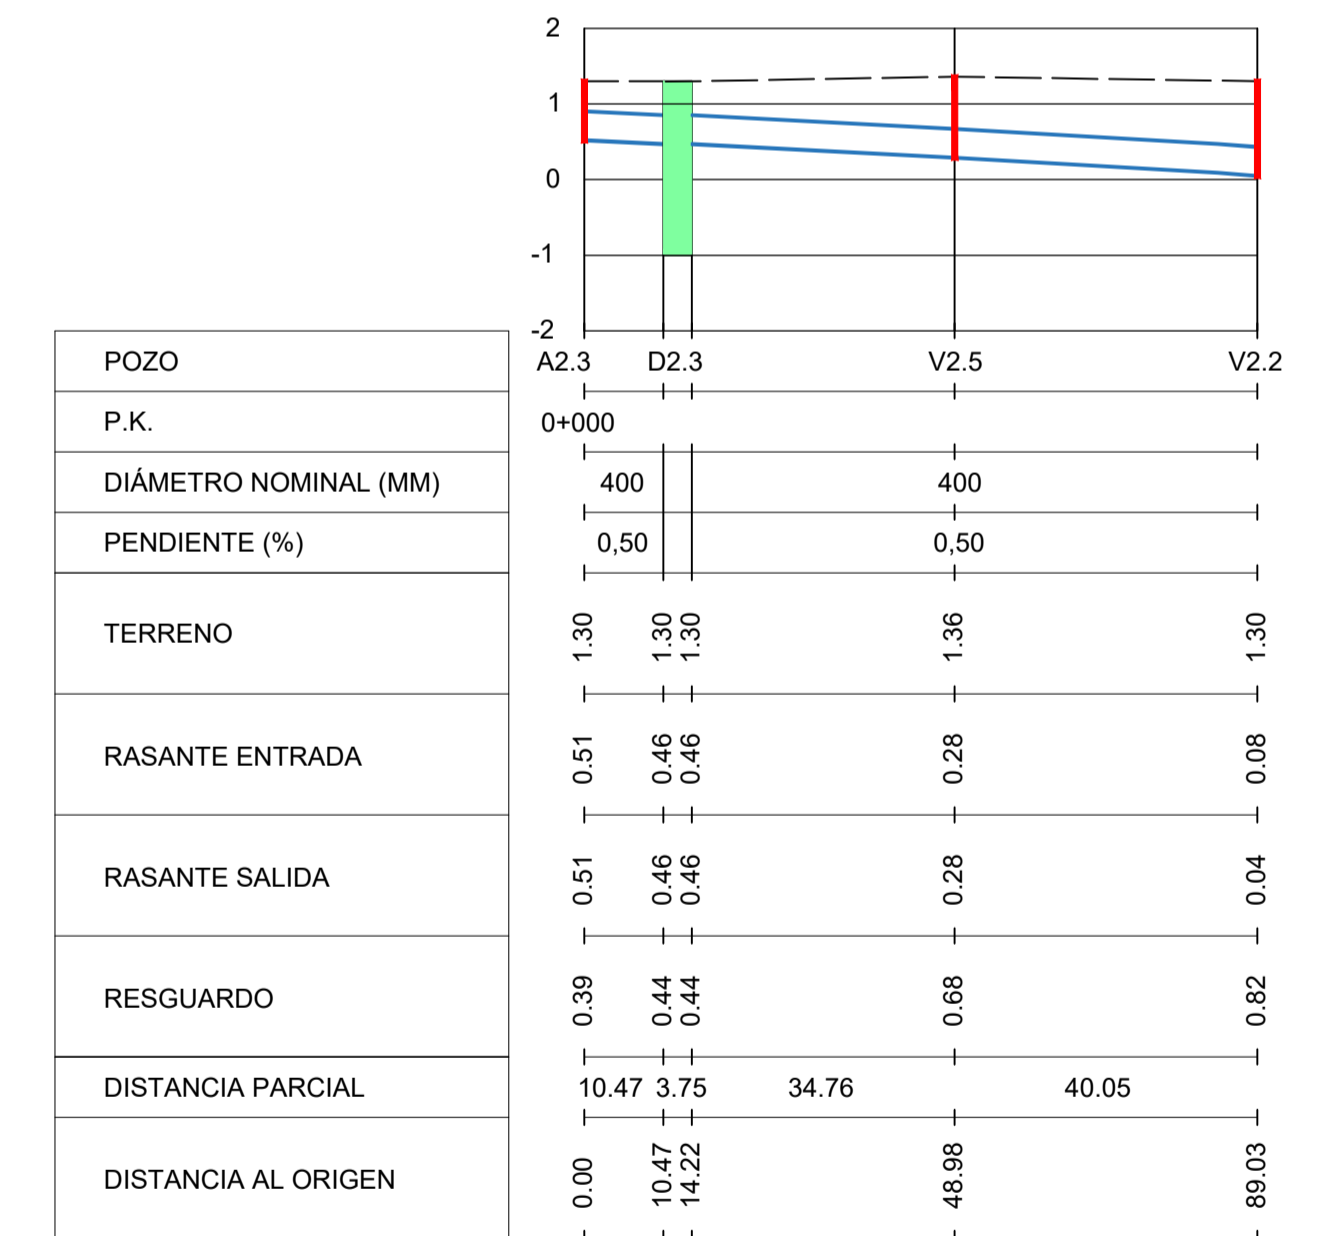 2
1
0
-1
-2
POZO A2.3 D2.3 V2.5 V2.2
P.K. 0+000
DIÁMETRO NOMINAL (MM) 400 400
PENDIENTE (%) 0,50 0,50
TERRENO 1.30 1.30 1.30 1.36 1.30
RASANTE ENTRADA 0.51 0.46 0.46 0.28 0.08
RASANTE SALIDA 0.51 0.46 0.46 0.28 0.04
RESGUARDO 0.39 0.44 0.44 0.68 0.82
DISTANCIA PARCIAL 10.47 3.75 34.76 40.05
DISTANCIA AL ORIGEN 0.00 10.47 14.22 48.98 89.03